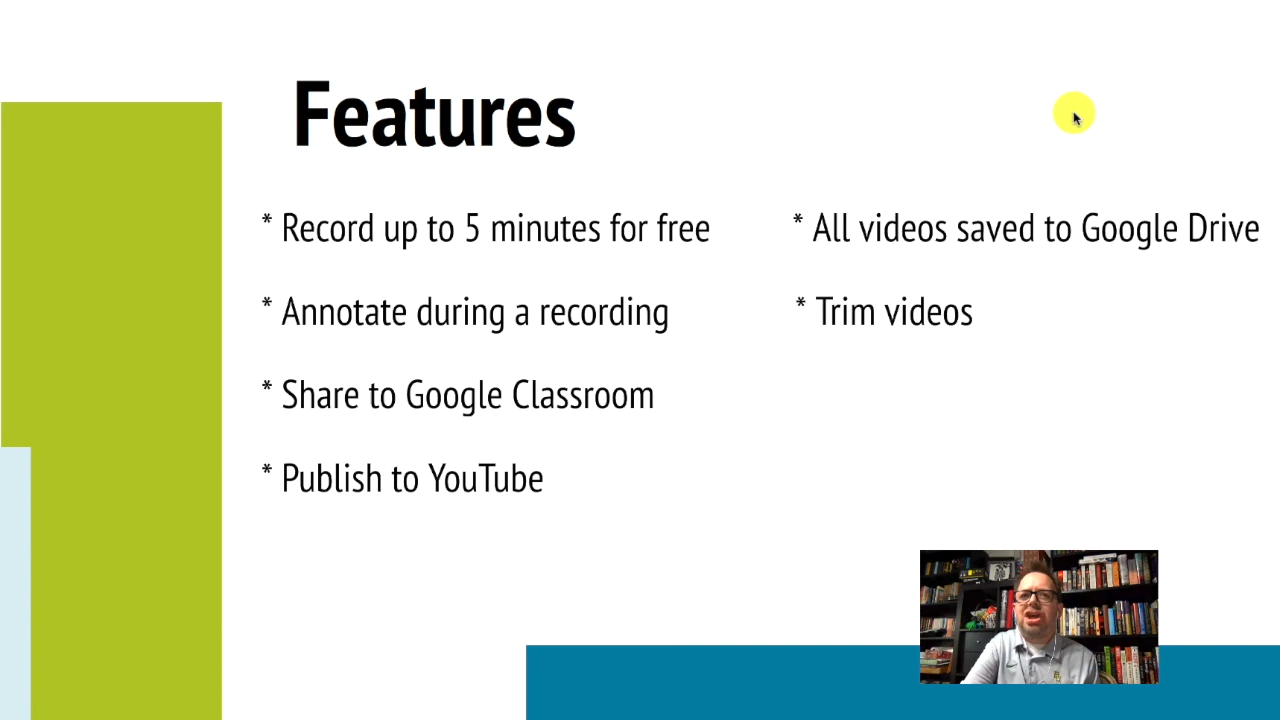 Features
* Record up to 5 minutes for free
* Annotate during a recording
* Share to Google Classroom
* Publish to YouTube
* All videos saved to Google Drive
* Trim videos